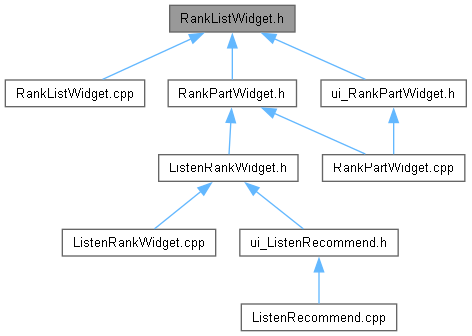 RankListWidget.h
RankListWidget.cpp
RankPartWidget.h
ui_RankPartWidget.h
ListenRankWidget.h
RankPartWidget.cpp
ListenRankWidget.cpp
ui_ListenRecommend.h
ListenRecommend.cpp